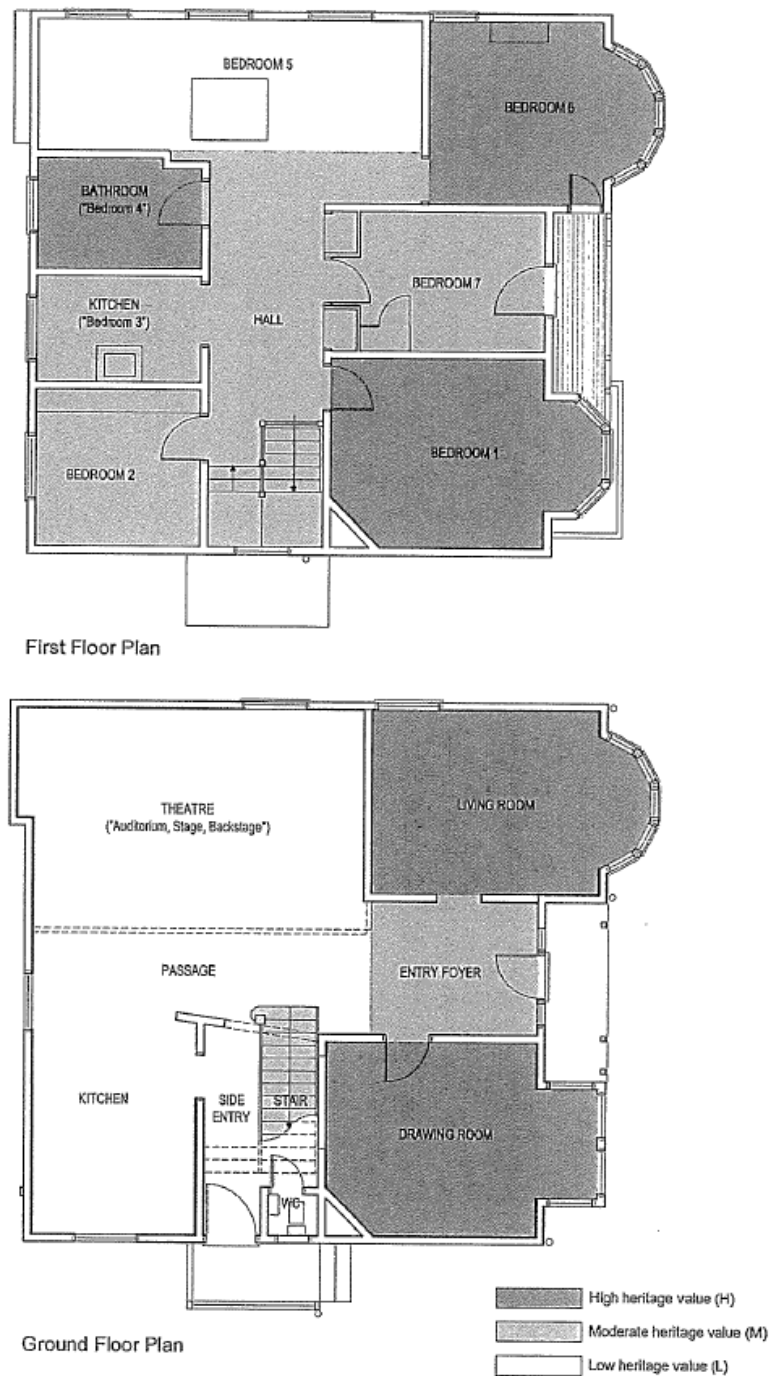 BEDROOM 5
BEDROOM 6
BATHROOM
("Bedroom 4")
BEDROOM 7
KITCHEN
("Bedroom 3")
HALL
BEDROOM 1
BEDROOM 2
First Floor Plan
THEATRE
("Auditorium, Stage, Backstage")
LIVING ROOM
PASSAGE
ENTRY FOYER
KITCHEN
SIDE
ENTRY
STAIR
DRAWING ROOM
WC
High heritage value (H)
Moderate heritage value (M)
Ground Floor Plan
Low heritage value (L)